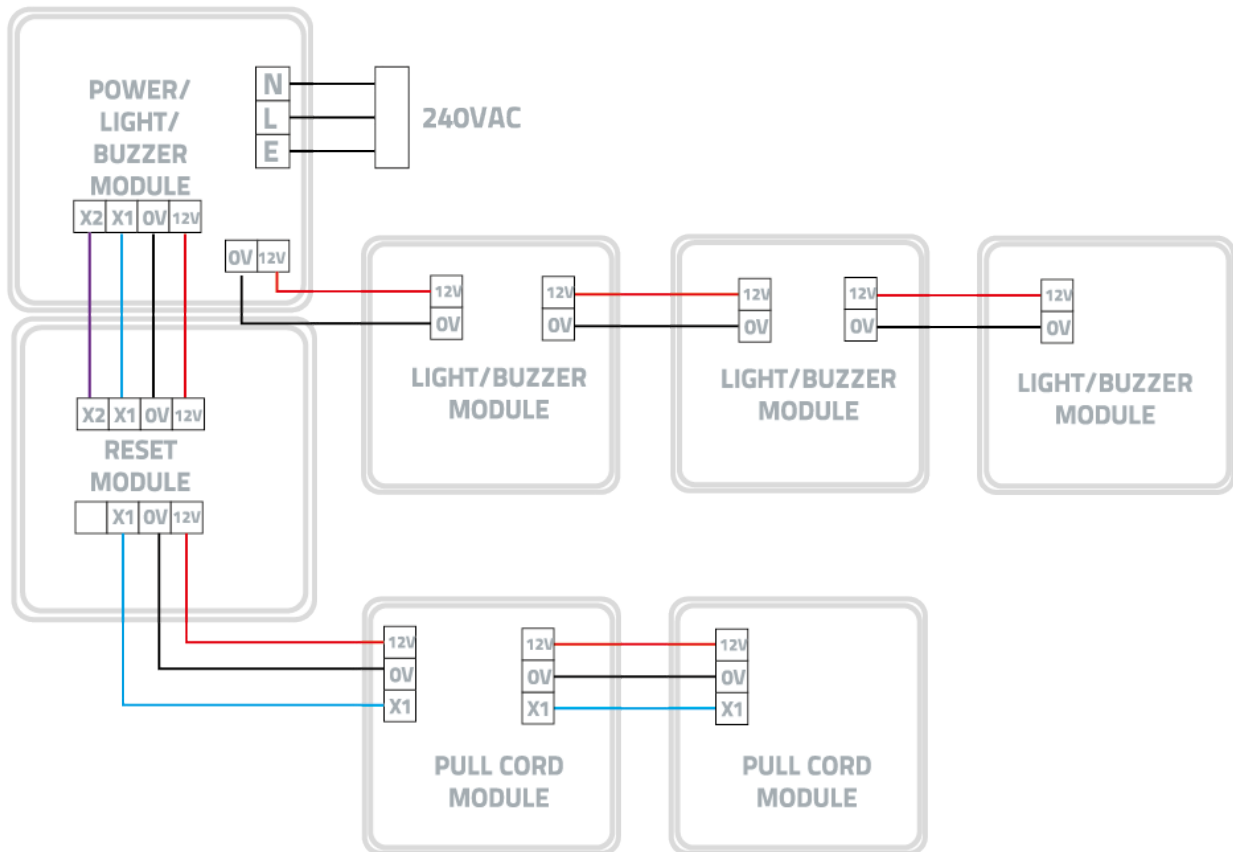 POWER/
LIGHT/
BUZZER
MODULE
N
L
E
240VAC
X2 X1 0V 12V
0V 12V
12V
0V
12V
0V
LIGHT/BUZZER
MODULE
12V
0V
12V
0V
LIGHT/BUZZER
MODULE
12V
0V
LIGHT/BUZZER
MODULE
X2 X1 0V 12V
RESET
MODULE
X1 0V 12V
12V
0V
X1
12V
0V
X1
PULL CORD
MODULE
12V
0V
X1
PULL CORD
MODULE